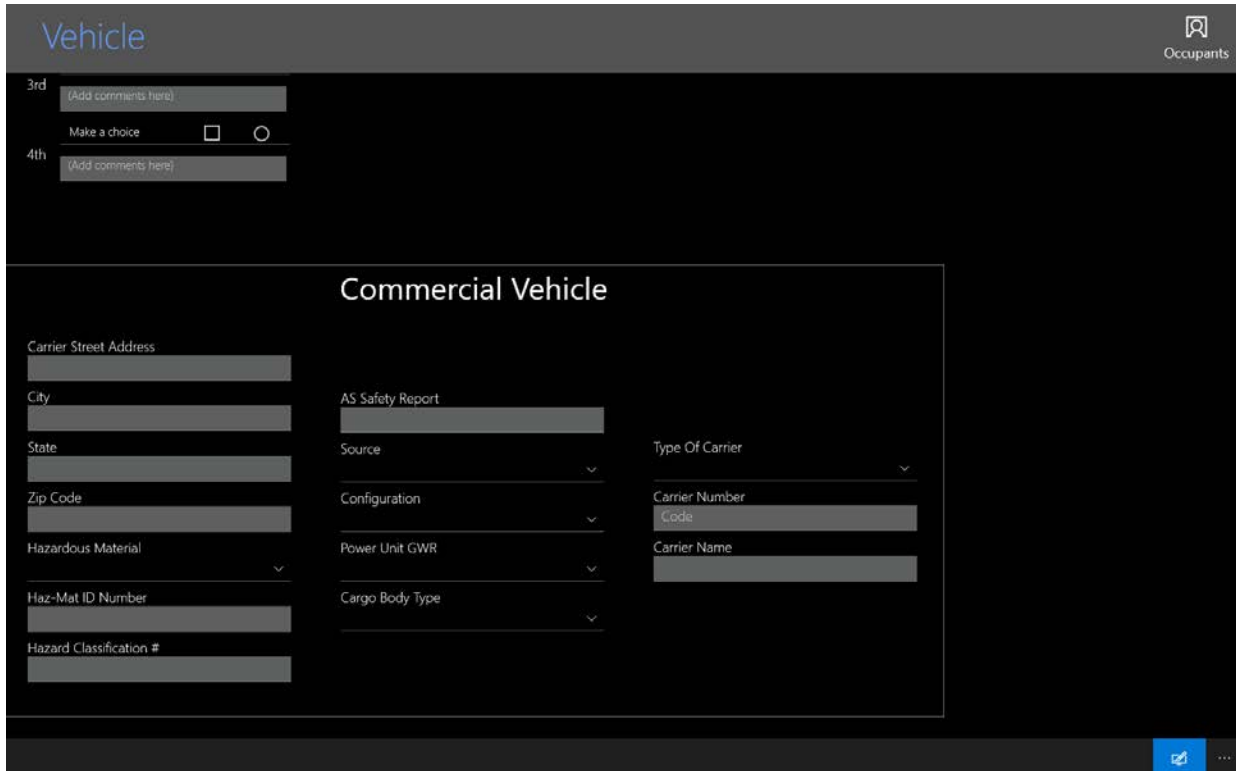 Vehicle
Occupants
3rd
(Add comments here)
Make a choice
4th
(Add comments here)
Commercial Vehicle
Carrier Street Address
City
State
Zip Code
Hazardous Material
Haz-Mat ID Number
Hazard Classification #
AS Safety Report
Source
Configuration
Power Unit GWR
Cargo Body Type
Type Of Carrier
Carrier Number
Code
Carrier Name